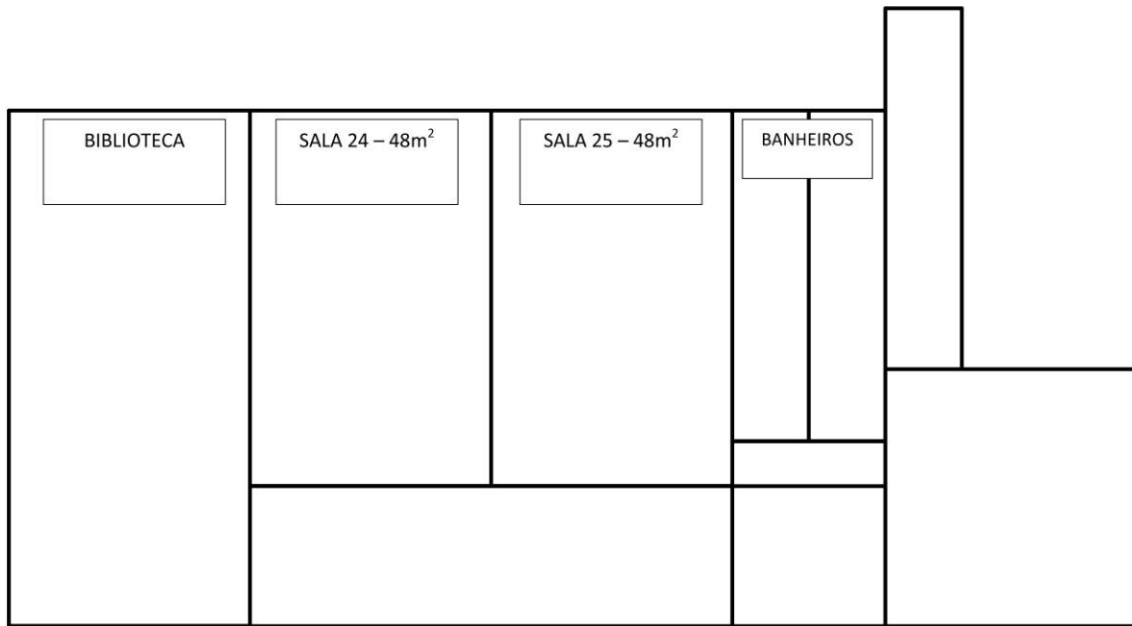 BIBLIOTECA
SALA 24 – 48m²
SALA 25 – 48m²
BANHEIROS